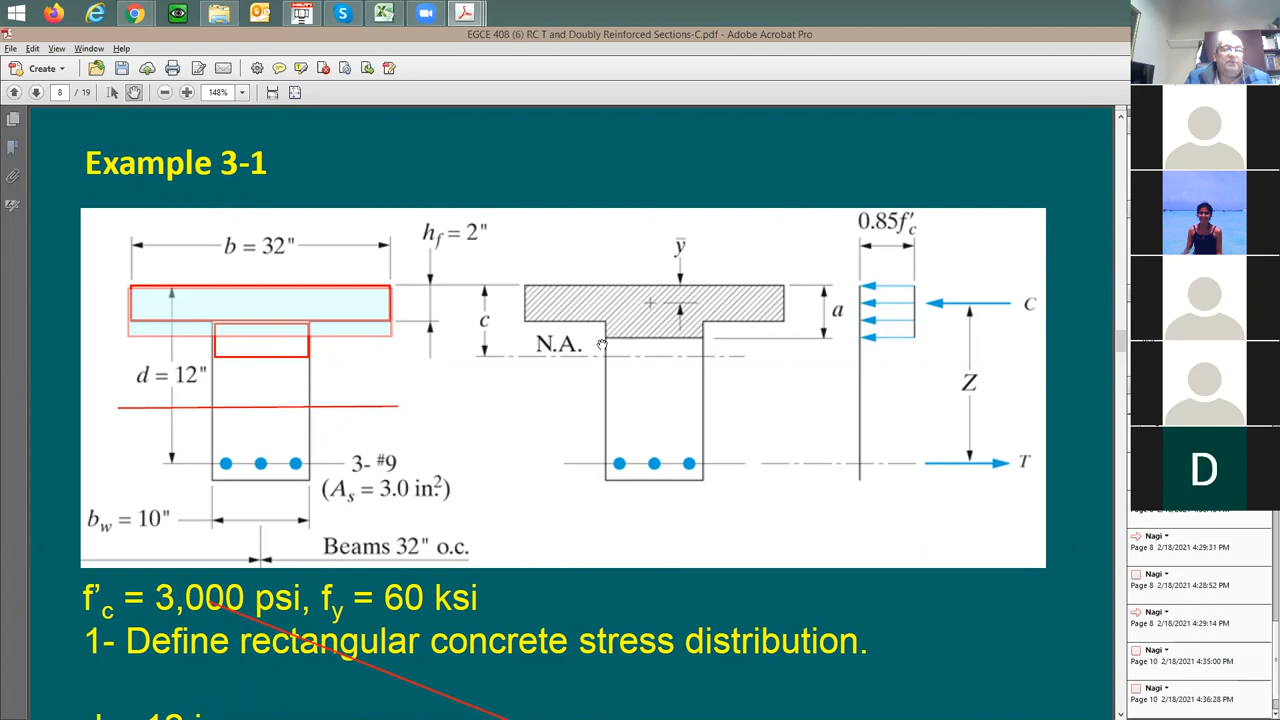 EGCE 408 (6) RC T and Doubly Reinforced Sections-C.pdf - Adobe Acrobat Pro
File Edit View Window Help
Create
8 / 19 148%
Example 3-1
b = 32"
hf = 2"
c
d = 12"
3- #9
(As = 3.0 in²)
bw = 10"
Beams 32" o.c.
ȳ
N.A.
a
0.85f'c
C
Z
T
f'c = 3,000 psi, fy = 60 ksi
1- Define rectangular concrete stress distribution.
D
Nagi
Page 8 2/18/2021 4:29:31 PM
Nagi
Page 8 2/18/2021 4:28:52 PM
Nagi
Page 8 2/18/2021 4:29:14 PM
Nagi
Page 10 2/18/2021 4:35:00 PM
Nagi
Page 10 2/18/2021 4:36:28 PM